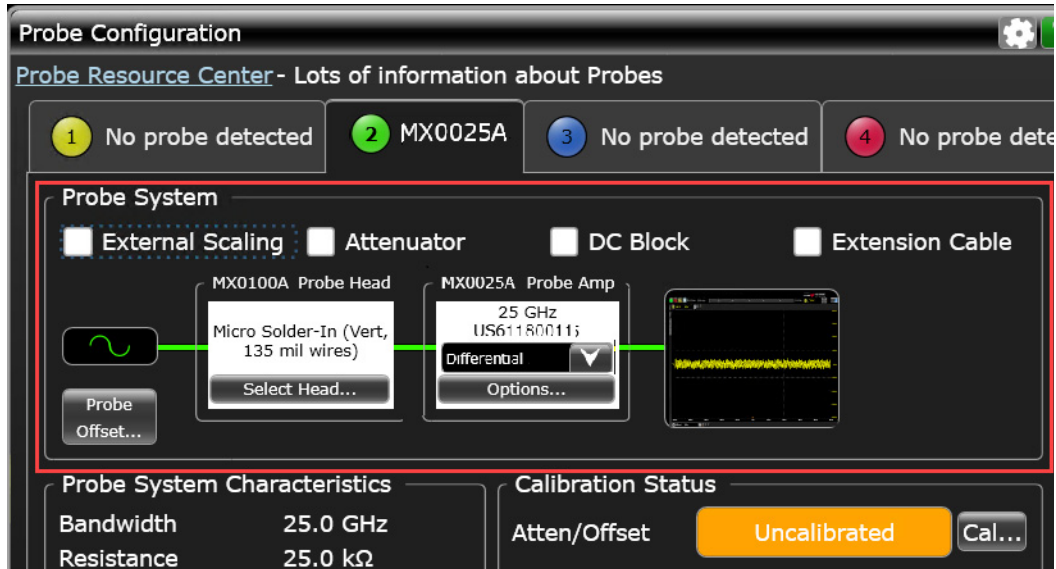 Probe Configuration
Probe Resource Center - Lots of information about Probes
1 No probe detected 2 MX0025A 3 No probe detected 4 No probe dete
Probe System
External Scaling Attenuator DC Block Extension Cable
MX0100A Probe Head MX0025A Probe Amp
Micro Solder-In (Vert,
135 mil wires)
Select Head...
25 GHz
Differential
Options...
Probe
Offset...
Probe System Characteristics
Bandwidth 25.0 GHz
Resistance 25.0 kΩ
Calibration Status
Atten/Offset Uncalibrated Cal...